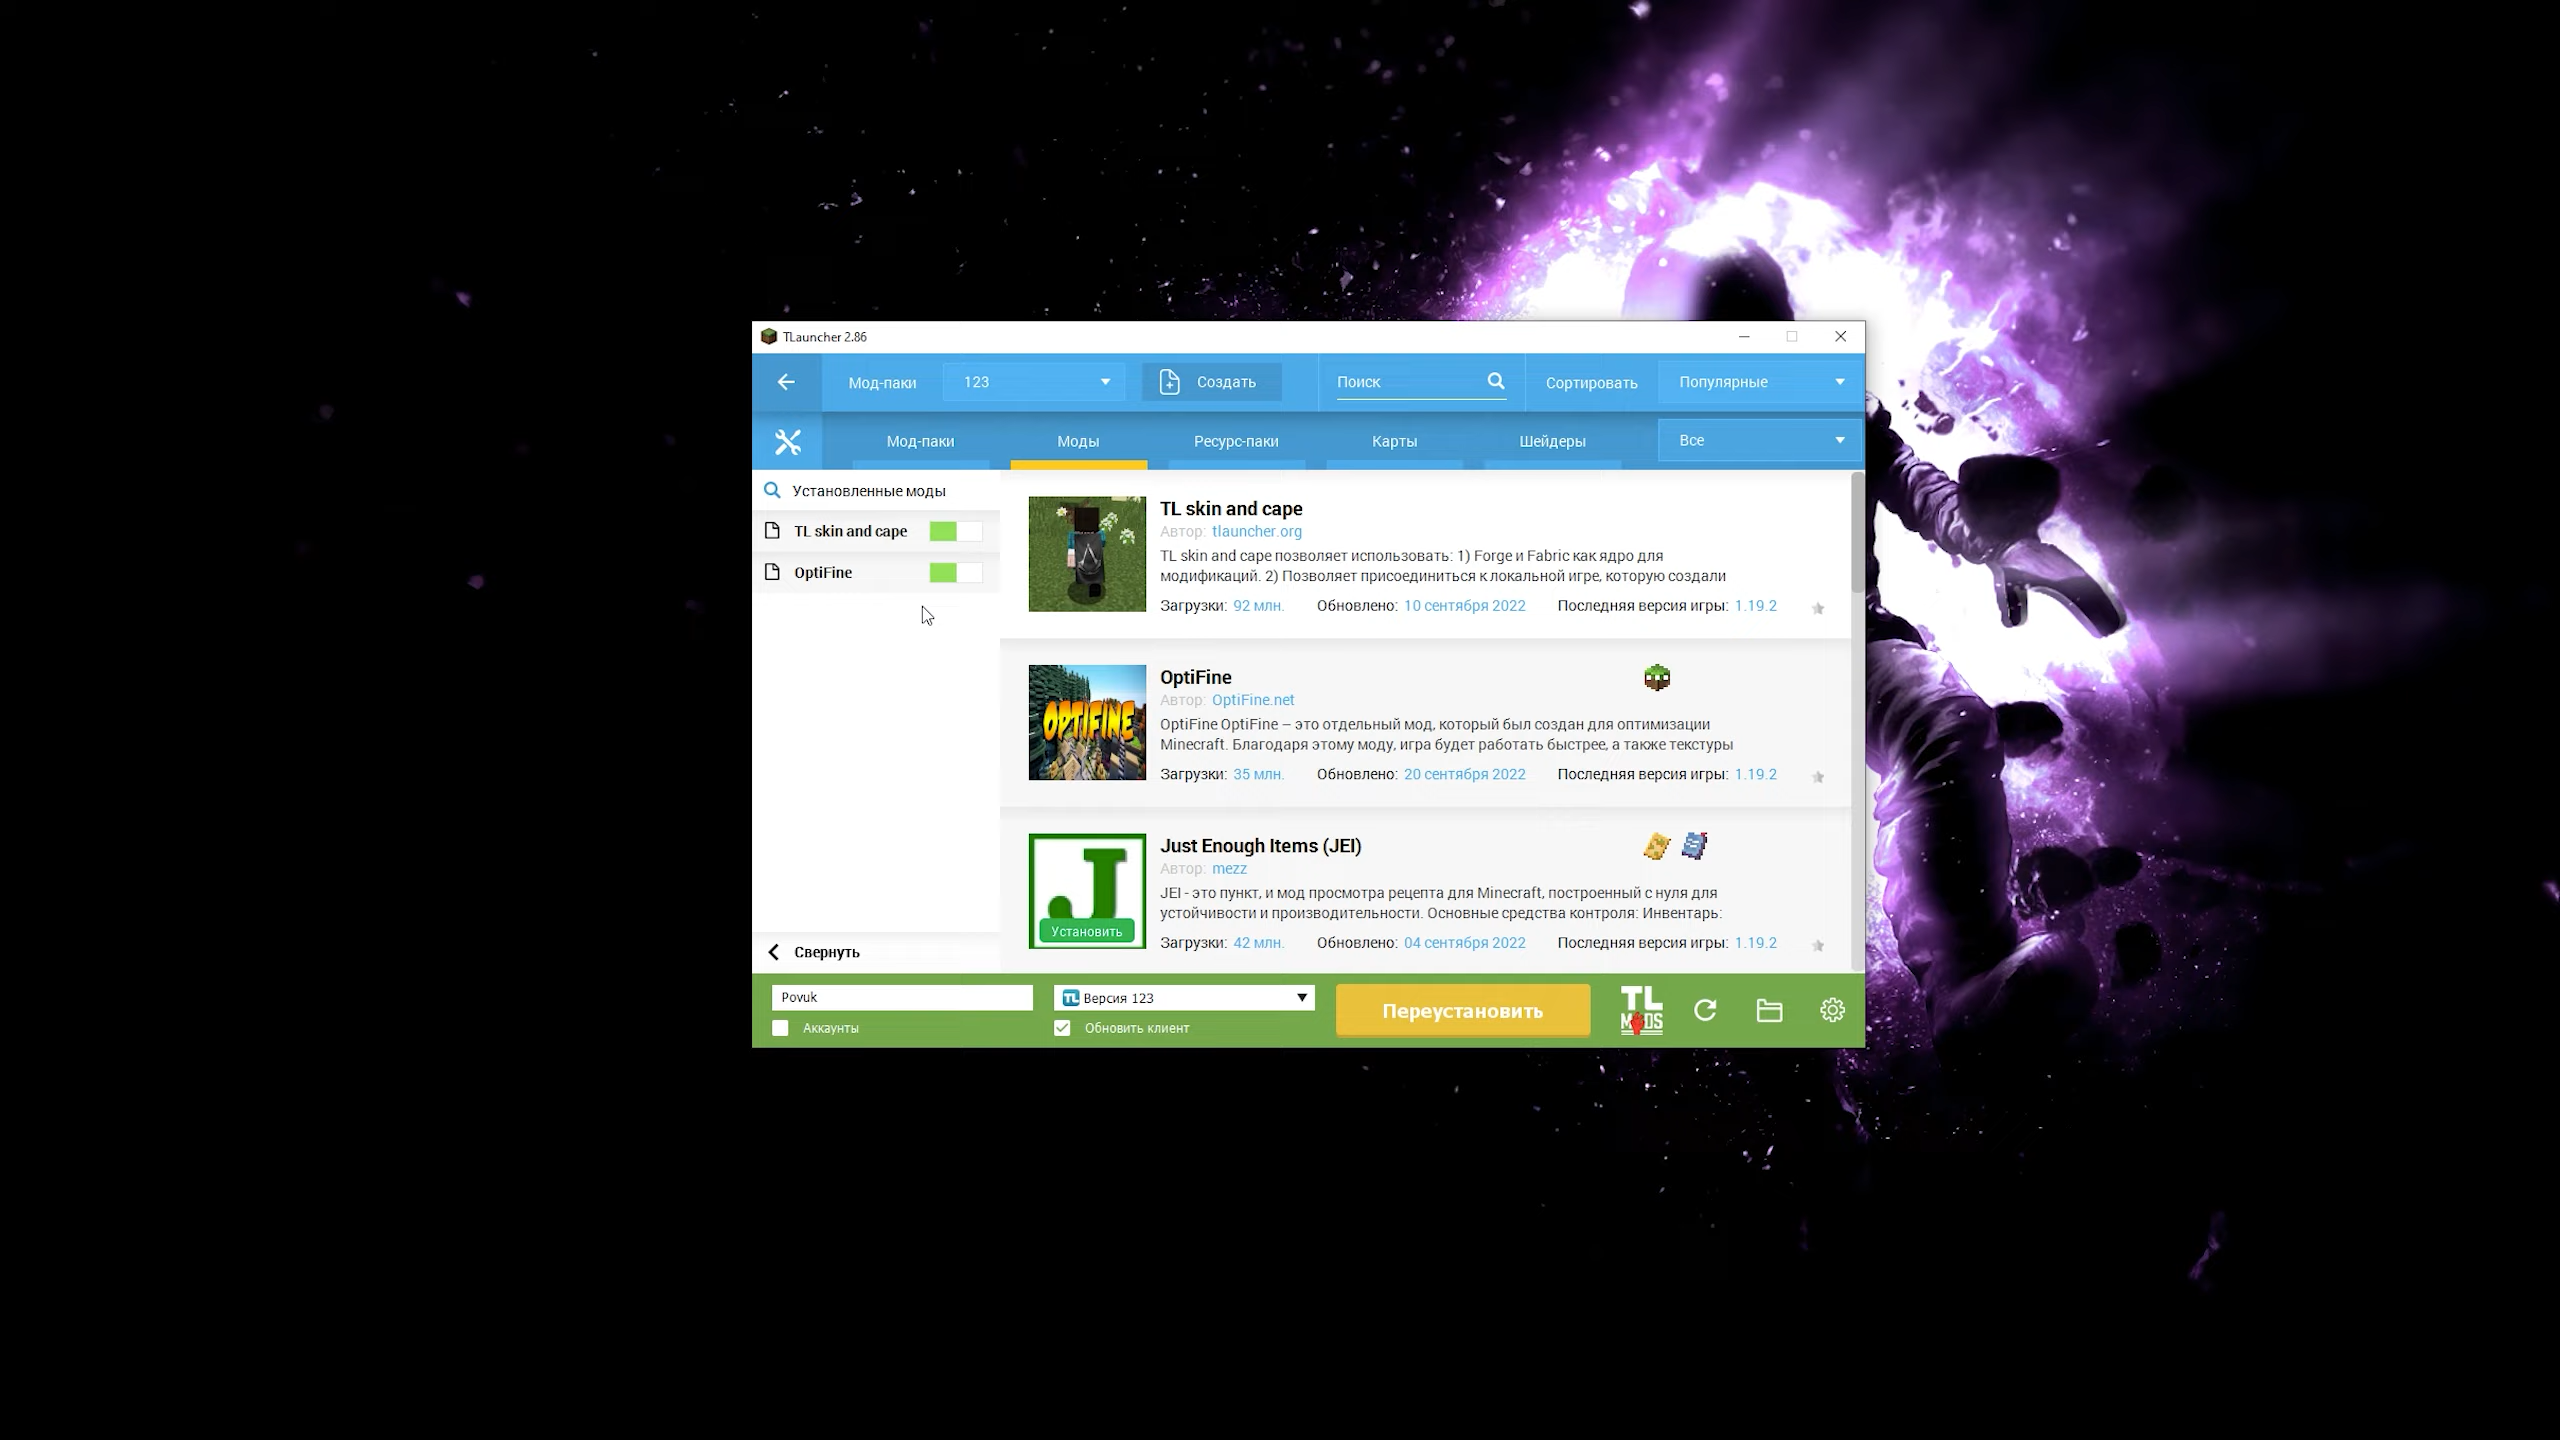 TLauncher 2.86
Мод-паки
123
Создать
Поиск
Сортировать
Популярные
Мод-паки
Моды
Ресурс-паки
Карты
Шейдеры
Все
Установленные моды
TL skin and cape
OptiFine
Свернуть
TL skin and cape
Автор: tlauncher.org
TL skin and cape позволяет использовать: 1) Forge и Fabric как ядро для
модификаций. 2) Позволяет присоединиться к локальной игре, которую создали
Загрузки: 92 млн. Обновлено: 10 сентября 2022 Последняя версия игры: 1.19.2
OPTIFINE
OptiFine
Автор: OptiFine.net
OptiFine OptiFine – это отдельный мод, который был создан для оптимизации
Minecraft. Благодаря этому моду, игра будет работать быстрее, а также текстуры
Загрузки: 35 млн. Обновлено: 20 сентября 2022 Последняя версия игры: 1.19.2
J
Установить
Just Enough Items (JEI)
Автор: mezz
JEI - это пункт, и мод просмотра рецепта для Minecraft, построенный с нуля для
устойчивости и производительности. Основные средства контроля: Инвентарь:
Загрузки: 42 млн. Обновлено: 04 сентября 2022 Последняя версия игры: 1.19.2
Povuk
Аккаунты
TL Версия 123
Обновить клиент
Переустановить
TL
MODS